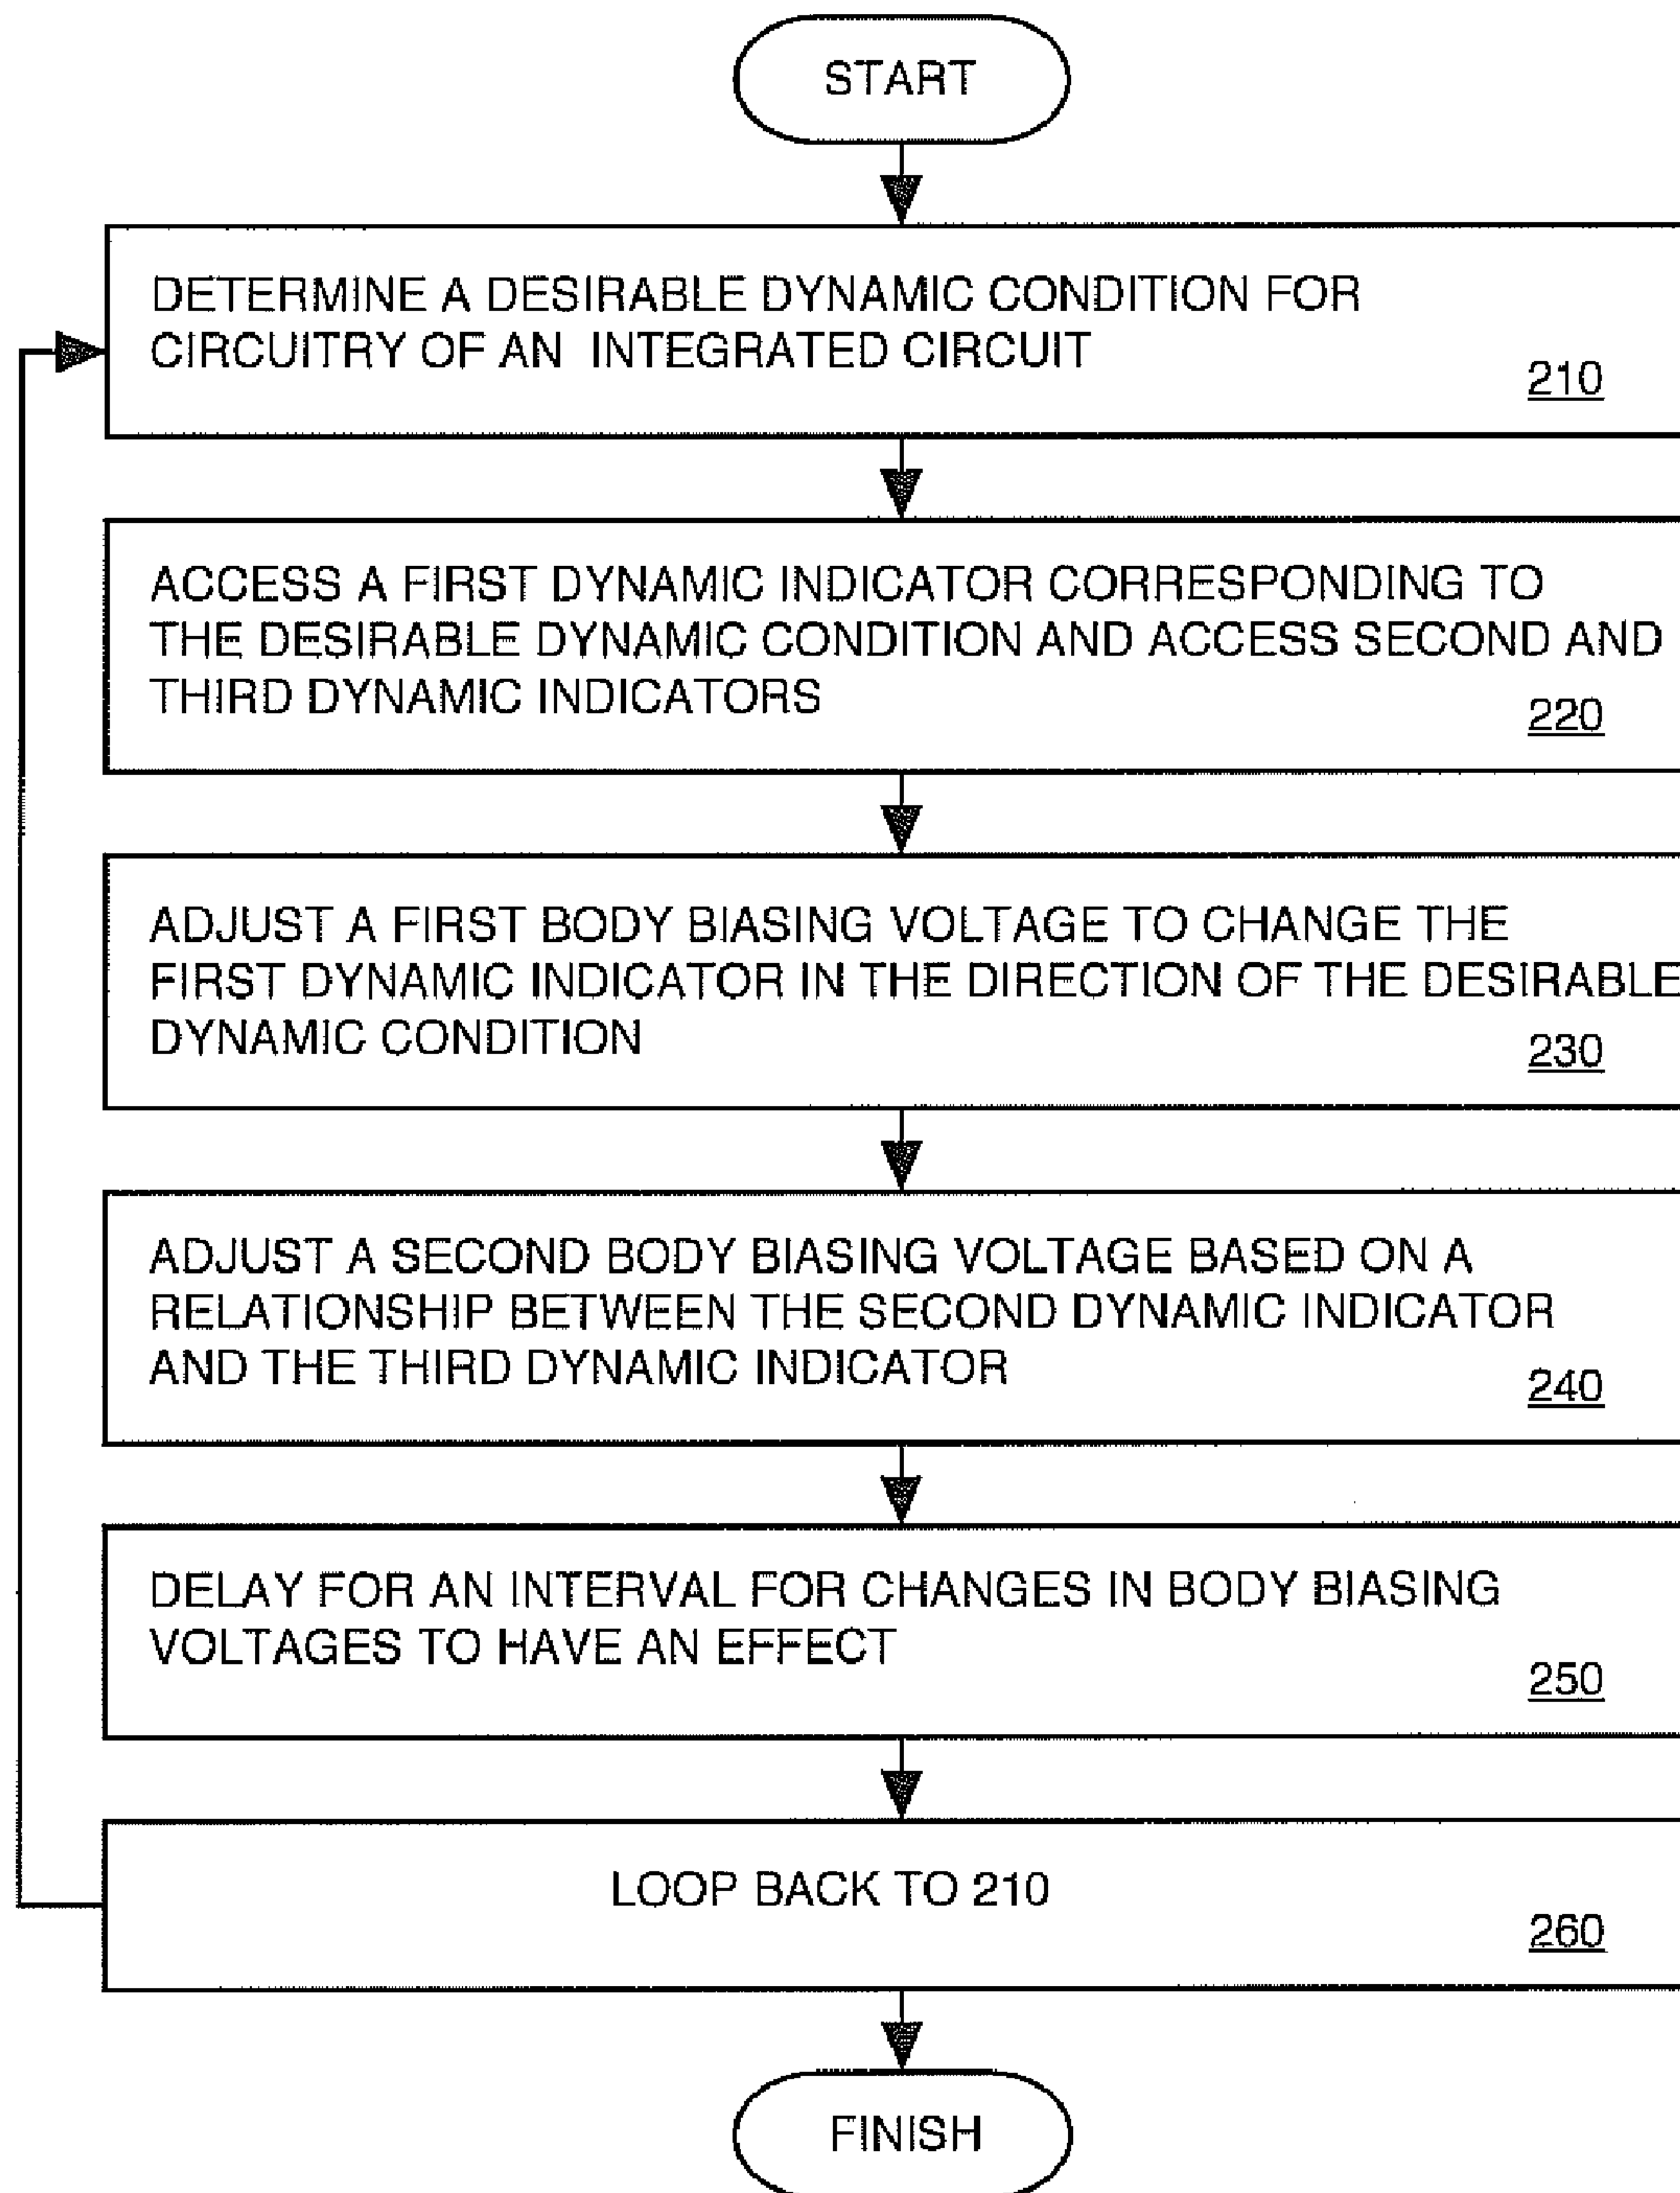 START
DETERMINE A DESIRABLE DYNAMIC CONDITION FOR
CIRCUITRY OF AN INTEGRATED CIRCUIT
210
ACCESS A FIRST DYNAMIC INDICATOR CORRESPONDING TO
THE DESIRABLE DYNAMIC CONDITION AND ACCESS SECOND AND
THIRD DYNAMIC INDICATORS
220
ADJUST A FIRST BODY BIASING VOLTAGE TO CHANGE THE
FIRST DYNAMIC INDICATOR IN THE DIRECTION OF THE DESIRABLE
DYNAMIC CONDITION
230
ADJUST A SECOND BODY BIASING VOLTAGE BASED ON A
RELATIONSHIP BETWEEN THE SECOND DYNAMIC INDICATOR
AND THE THIRD DYNAMIC INDICATOR
240
DELAY FOR AN INTERVAL FOR CHANGES IN BODY BIASING
VOLTAGES TO HAVE AN EFFECT
250
LOOP BACK TO 210
260
FINISH